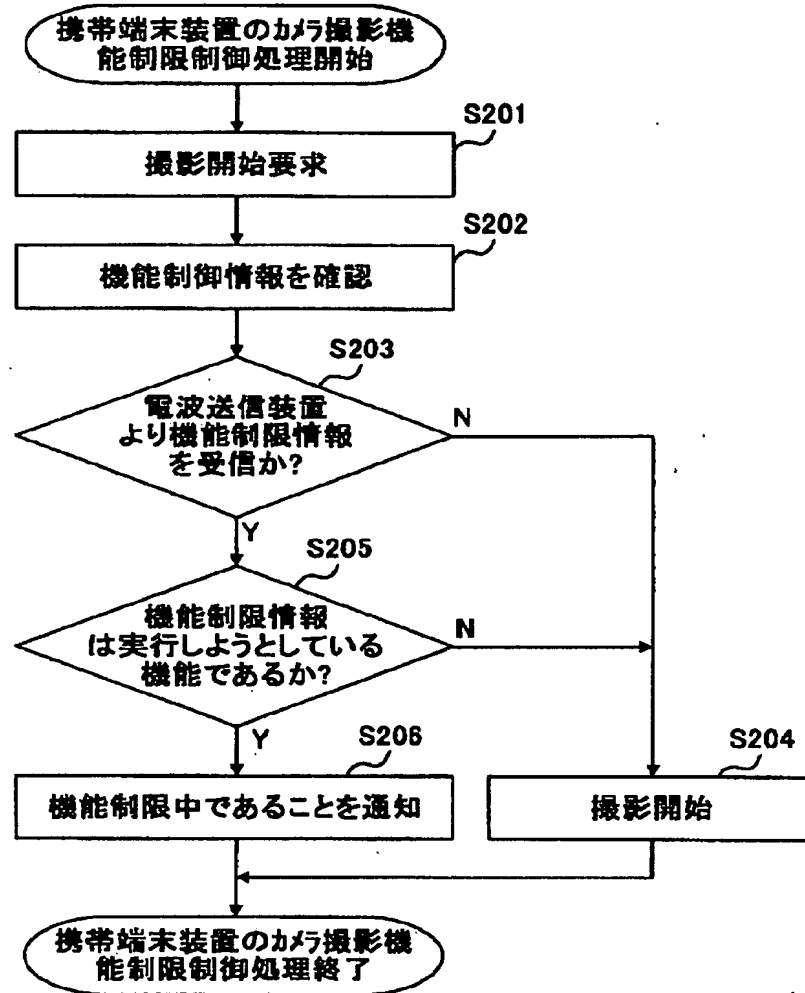 携帯端末装置のカメラ撮影機
能制限制御処理開始
S201
撮影開始要求
S202
機能制御情報を確認
S203
電波送信装置
より機能制限情報
を受信か?
N
Y
S205
機能制限情報
は実行しようとしている
機能であるか?
N
Y
S206
機能制限中であることを通知
S204
撮影開始
携帯端末装置のカメラ撮影機
能制限制御処理終了